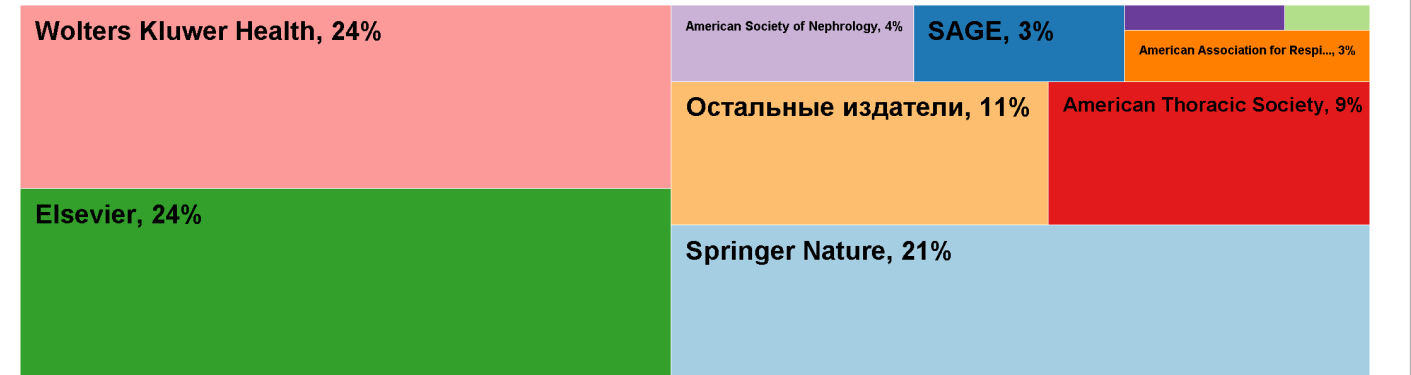 Wolters Kluwer Health, 24%
American Society of Nephrology, 4%
SAGE, 3%
American Association for Respi..., 3%
Остальные издатели, 11%
American Thoracic Society, 9%
Elsevier, 24%
Springer Nature, 21%